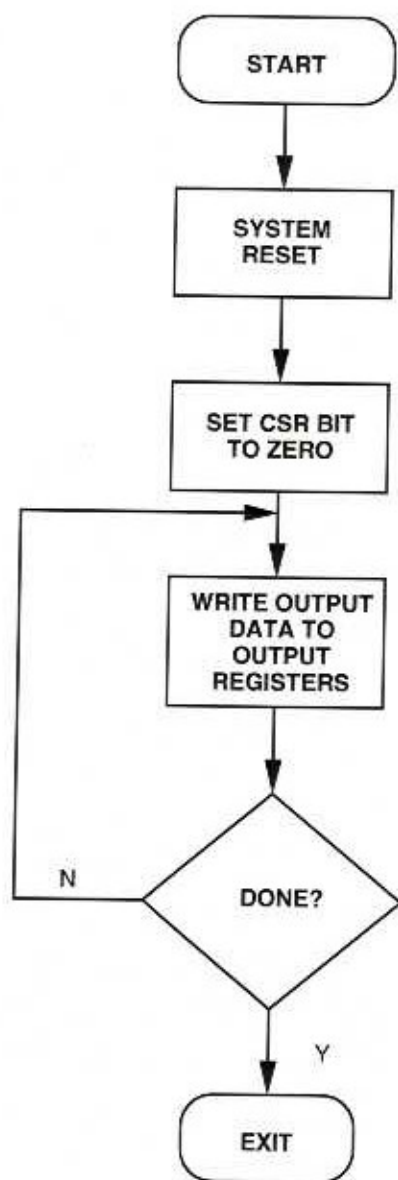 START
SYSTEM
RESET
SET CSR BIT
TO ZERO
WRITE OUTPUT
DATA TO
OUTPUT
REGISTERS
N
DONE?
Y
EXIT